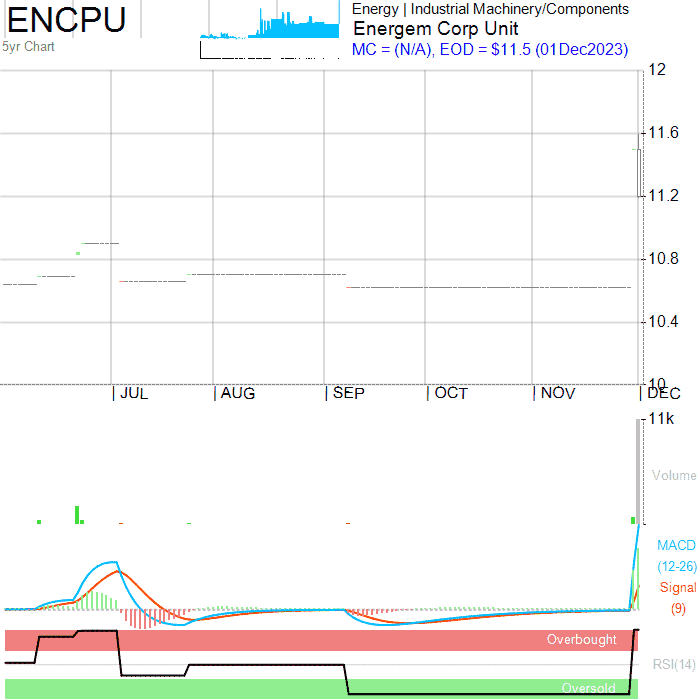 ENCPU
5yr Chart
Energy | Industrial Machinery/Components
Energem Corp Unit
MC = (N/A), EOD = $11.5 (01Dec2023)
12
11.6
11.2
10.8
10.4
10
JUL AUG SEP OCT NOV DEC
11k
Volume
MACD
(12-26)
Signal
(9)
Overbought
RSI(14)
Oversold